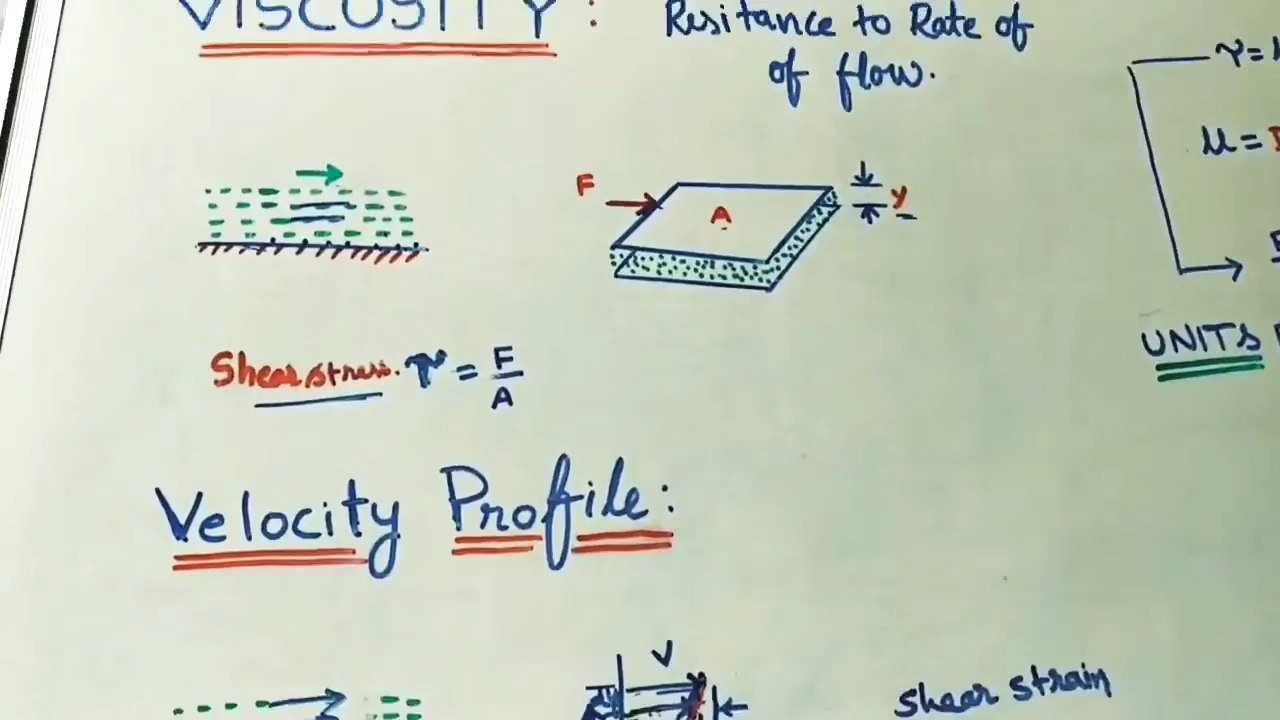 VISCOSITY :
Resitance to Rate of
of flow.
τ=
μ=
F
A
y
UNITS
Shear stress. τ = F
A
Velocity Profile:
V
shear strain